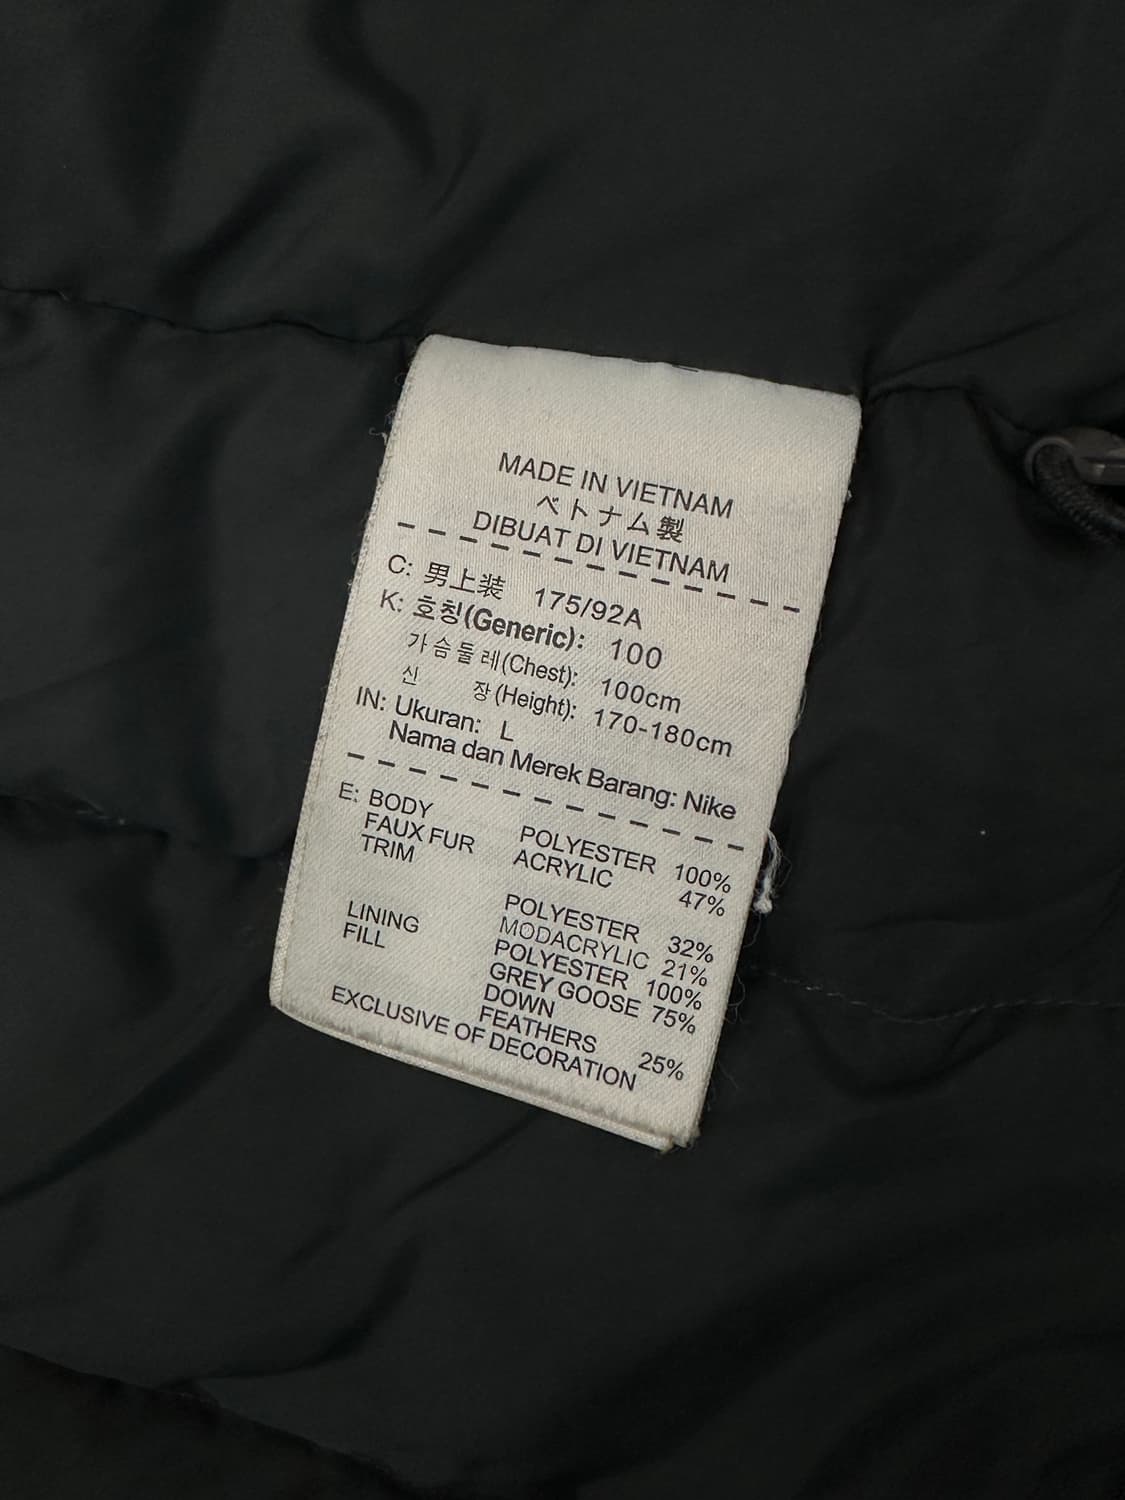 MADE IN VIETNAM
ベトナム製
DIBUAT DI VIETNAM
C: 男上装 175/92A
K: 호칭(Generic): 100
가슴둘레(Chest): 100cm
신 장(Height): 170-180cm
IN: Ukuran: L
Nama dan Merek Barang: Nike
E: BODY POLYESTER 100%
FAUX FUR ACRYLIC 47%
TRIM
POLYESTER 32%
MODACRYLIC 21%
LINING POLYESTER 100%
FILL GREY GOOSE 75%
DOWN
FEATHERS 25%
EXCLUSIVE OF DECORATION